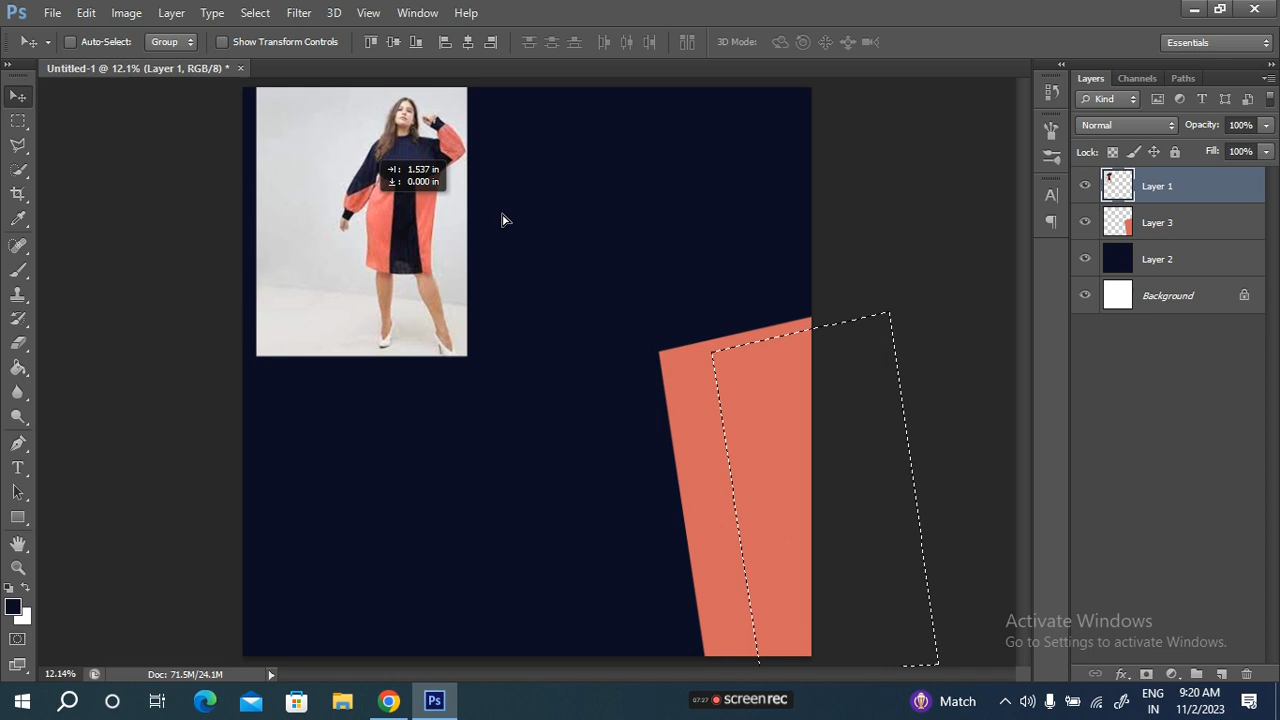 Ps File Edit Image Layer Type Select Filter 3D View Window Help
Auto-Select: Group Show Transform Controls 3D Mode: Essentials
Untitled-1 @ 12.1% (Layer 1, RGB/8) * ×
Layers Channels Paths
Kind
Normal Opacity: 100%
Lock: Fill: 100%
Layer 1
Layer 3
Layer 2
Background
→|: 1.537 in
↓: 0.000 in
Activate Windows
Go to Settings to activate Windows.
12.14% Doc: 71.5M/24.1M
Ps 07:27 screenrec Match ENG IN 9:20 AM 11/2/2023